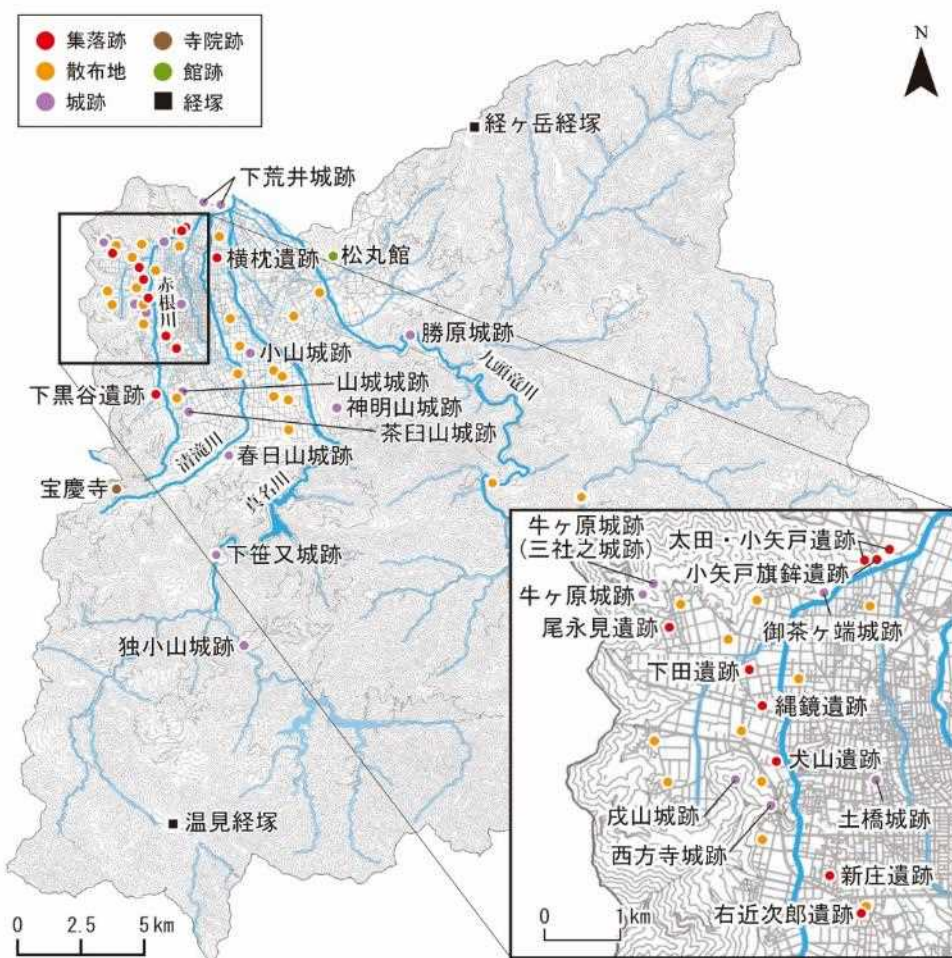 N
集落跡
寺院跡
散布地
館跡
城跡
経塚
経ヶ岳経塚
下荒井城跡
横枕遺跡
松丸館
赤根川
勝原城跡
小山城跡
九頭竜川
下黒谷遺跡
山城城跡
神明山城跡
茶臼山城跡
清滝川
春日山城跡
宝慶寺
真名川
下笹又城跡
独小山城跡
温見経塚
0 2.5 5km
牛ヶ原城跡
(三社之城跡)
太田・小矢戸遺跡
小矢戸旗鉾遺跡
牛ヶ原城跡
尾永見遺跡
御茶ヶ端城跡
下田遺跡
縄鏡遺跡
犬山遺跡
戌山城跡
土橋城跡
西方寺城跡
新庄遺跡
右近次郎遺跡
0 1km